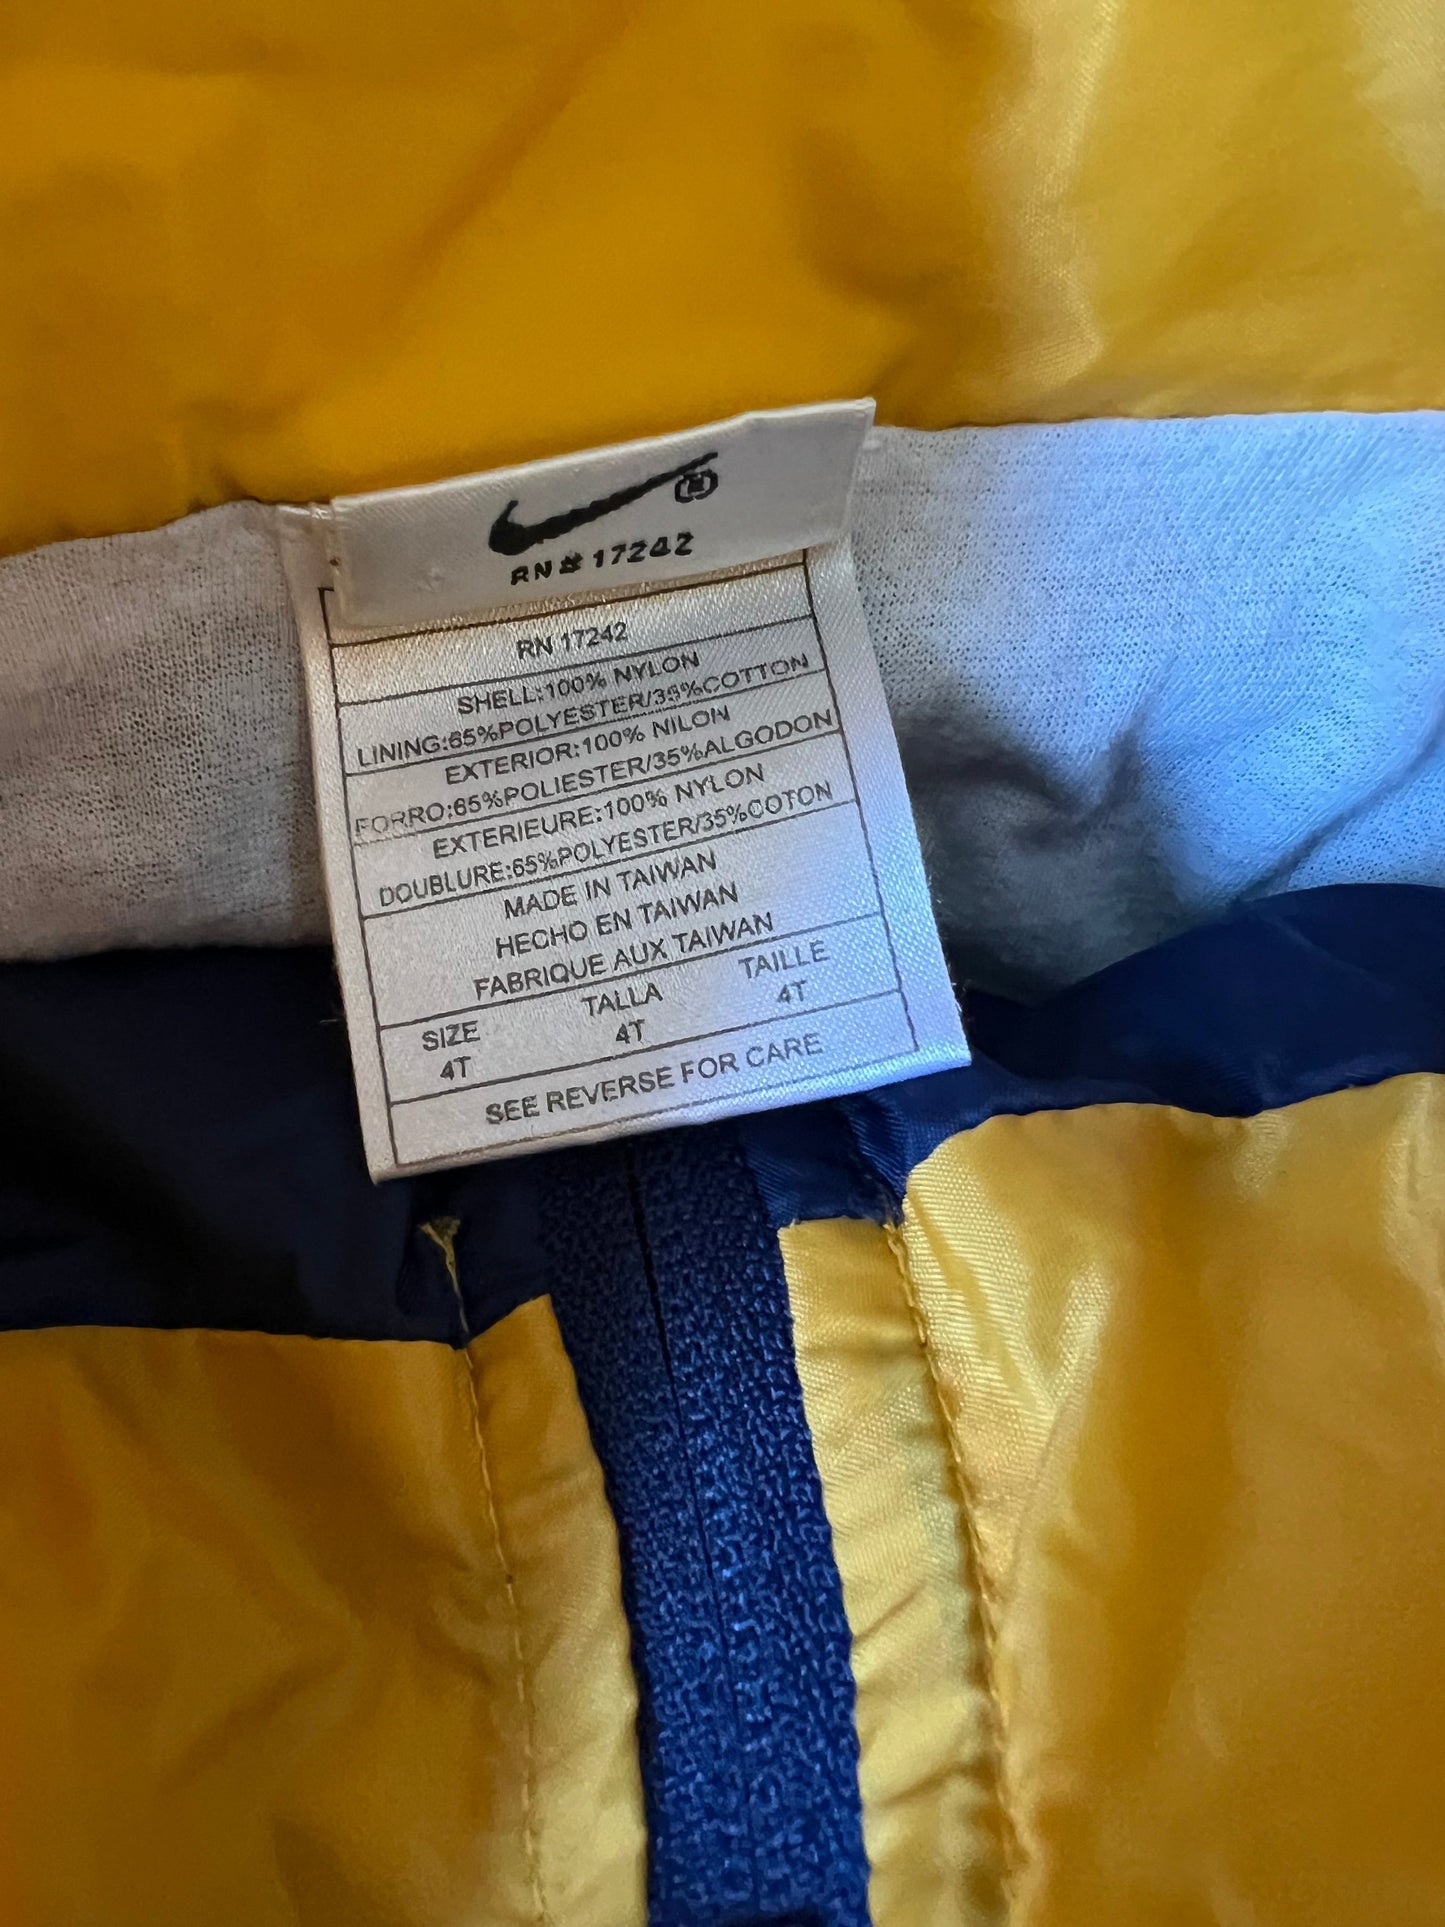 RN # 17242
RN 17242
SHELL:100% NYLON
LINING:65%POLYESTER/35%COTTON
EXTERIOR:100% NILON
FORRO:65%POLIESTER/35%ALGODON
EXTERIEURE:100% NYLON
DOUBLURE:65%POLYESTER/35%COTON
MADE IN TAIWAN
HECHO EN TAIWAN
FABRIQUE AUX TAIWAN
SIZE TALLA TAILLE
4T 4T 4T
SEE REVERSE FOR CARE